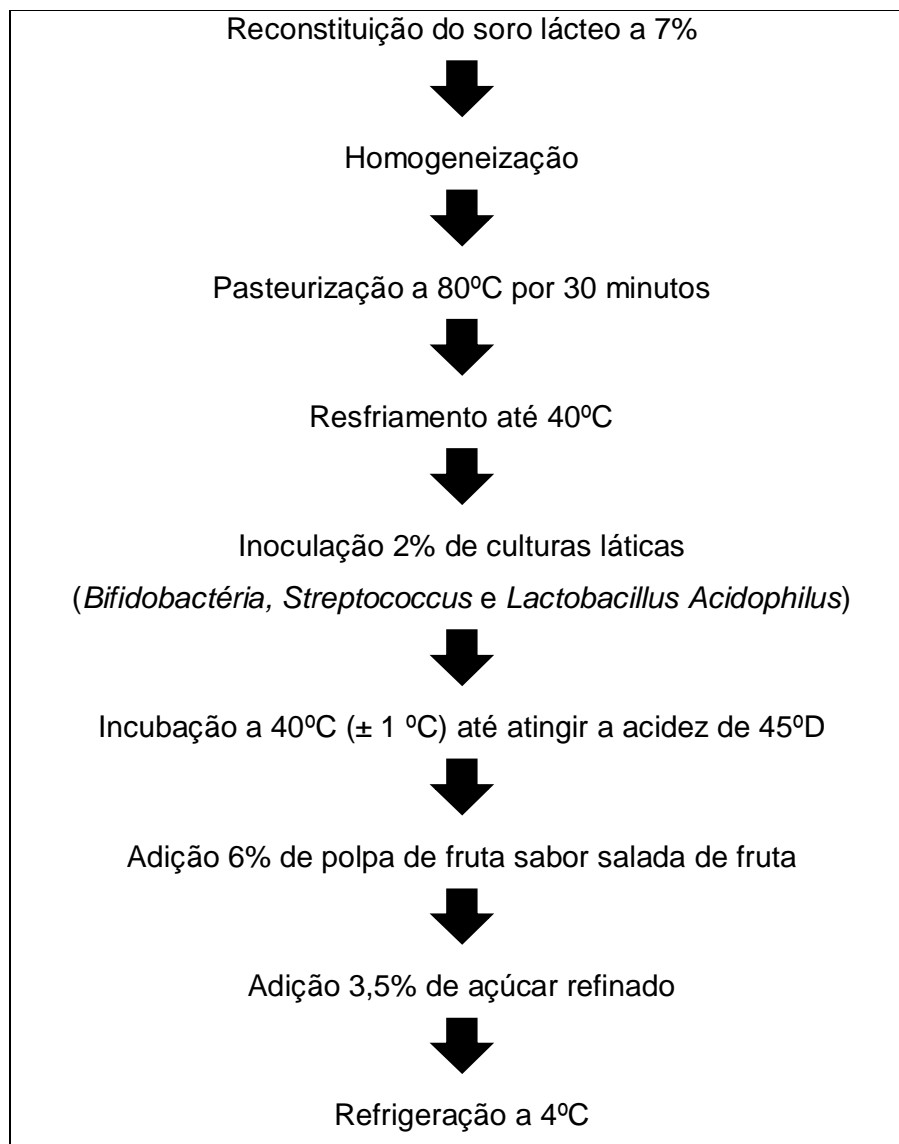 Reconstituição do soro lácteo a 7%
Homogeneização
Pasteurização a 80ºC por 30 minutos
Resfriamento até 40ºC
Inoculação 2% de culturas láticas
(Bifidobactéria, Streptococcus e Lactobacillus Acidophilus)
Incubação a 40ºC (± 1 ºC) até atingir a acidez de 45ºD
Adição 6% de polpa de fruta sabor salada de fruta
Adição 3,5% de açúcar refinado
Refrigeração a 4ºC